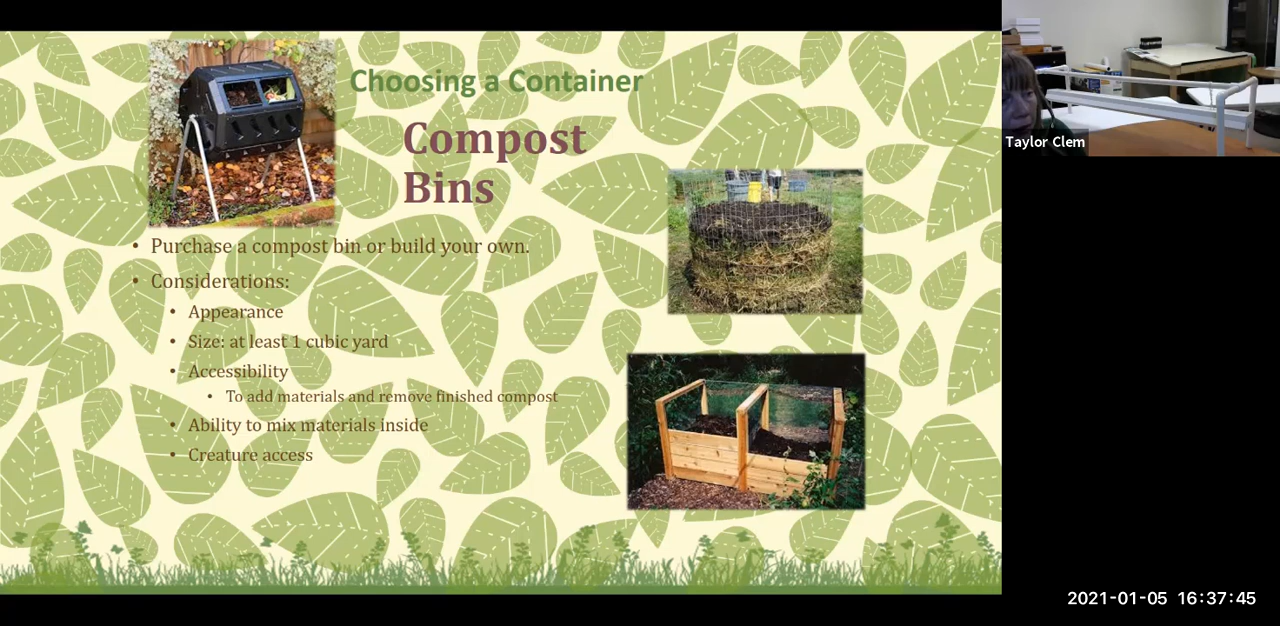 Choosing a Container
Compost
Bins
• Purchase a compost bin or build your own.
• Considerations:
• Appearance
• Size: at least 1 cubic yard
• Accessibility
• To add materials and remove finished compost
• Ability to mix materials inside
• Creature access
Taylor Clem
2021-01-05 16:37:45